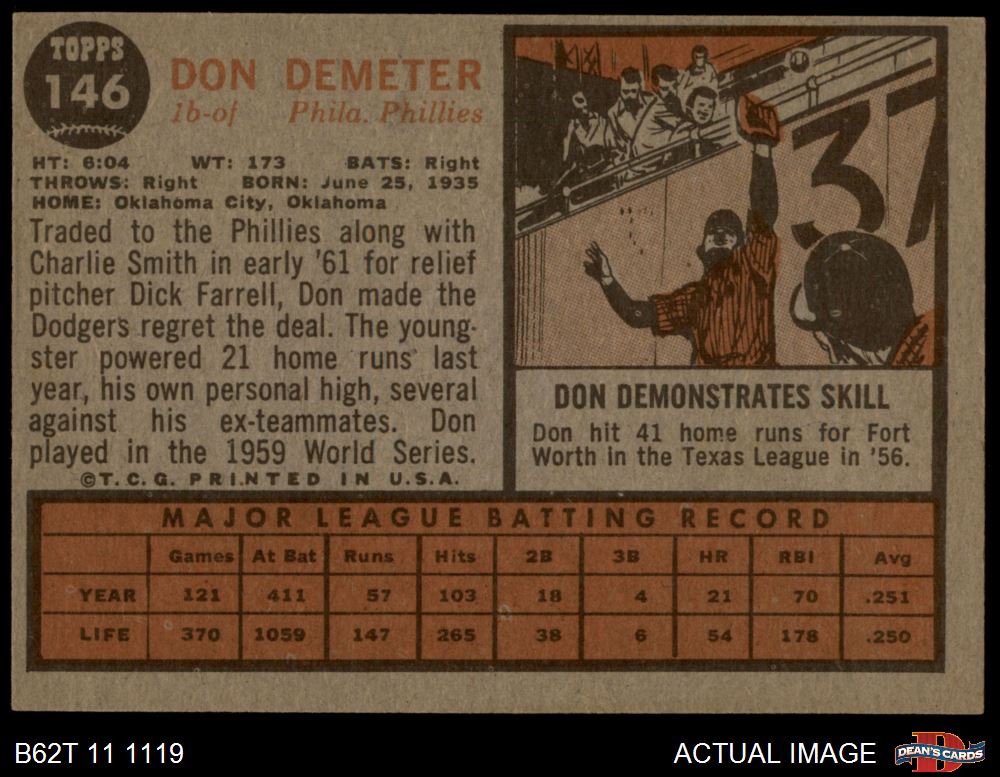 TOPPS
146
DON DEMETER
1b-of Phila. Phillies
HT: 6:04 WT: 173 BATS: Right
THROWS: Right BORN: June 25, 1935
HOME: Oklahoma City, Oklahoma
Traded to the Phillies along with
Charlie Smith in early '61 for relief
pitcher Dick Farrell, Don made the
Dodgers regret the deal. The young-
ster powered 21 home runs last
year, his own personal high, several
against his ex-teammates. Don
played in the 1959 World Series.
©T.C.G. PRINTED IN U.S.A.
37
DON DEMONSTRATES SKILL
Don hit 41 home runs for Fort
Worth in the Texas League in '56.
MAJOR LEAGUE BATTING RECORD
Games At Bat Runs Hits 2B 3B HR RBI Avg
YEAR 121 411 57 103 18 4 21 70 .251
LIFE 370 1059 147 265 38 6 54 178 .250
B62T 11 1119
ACTUAL IMAGE
D
DEAN'S CARDS